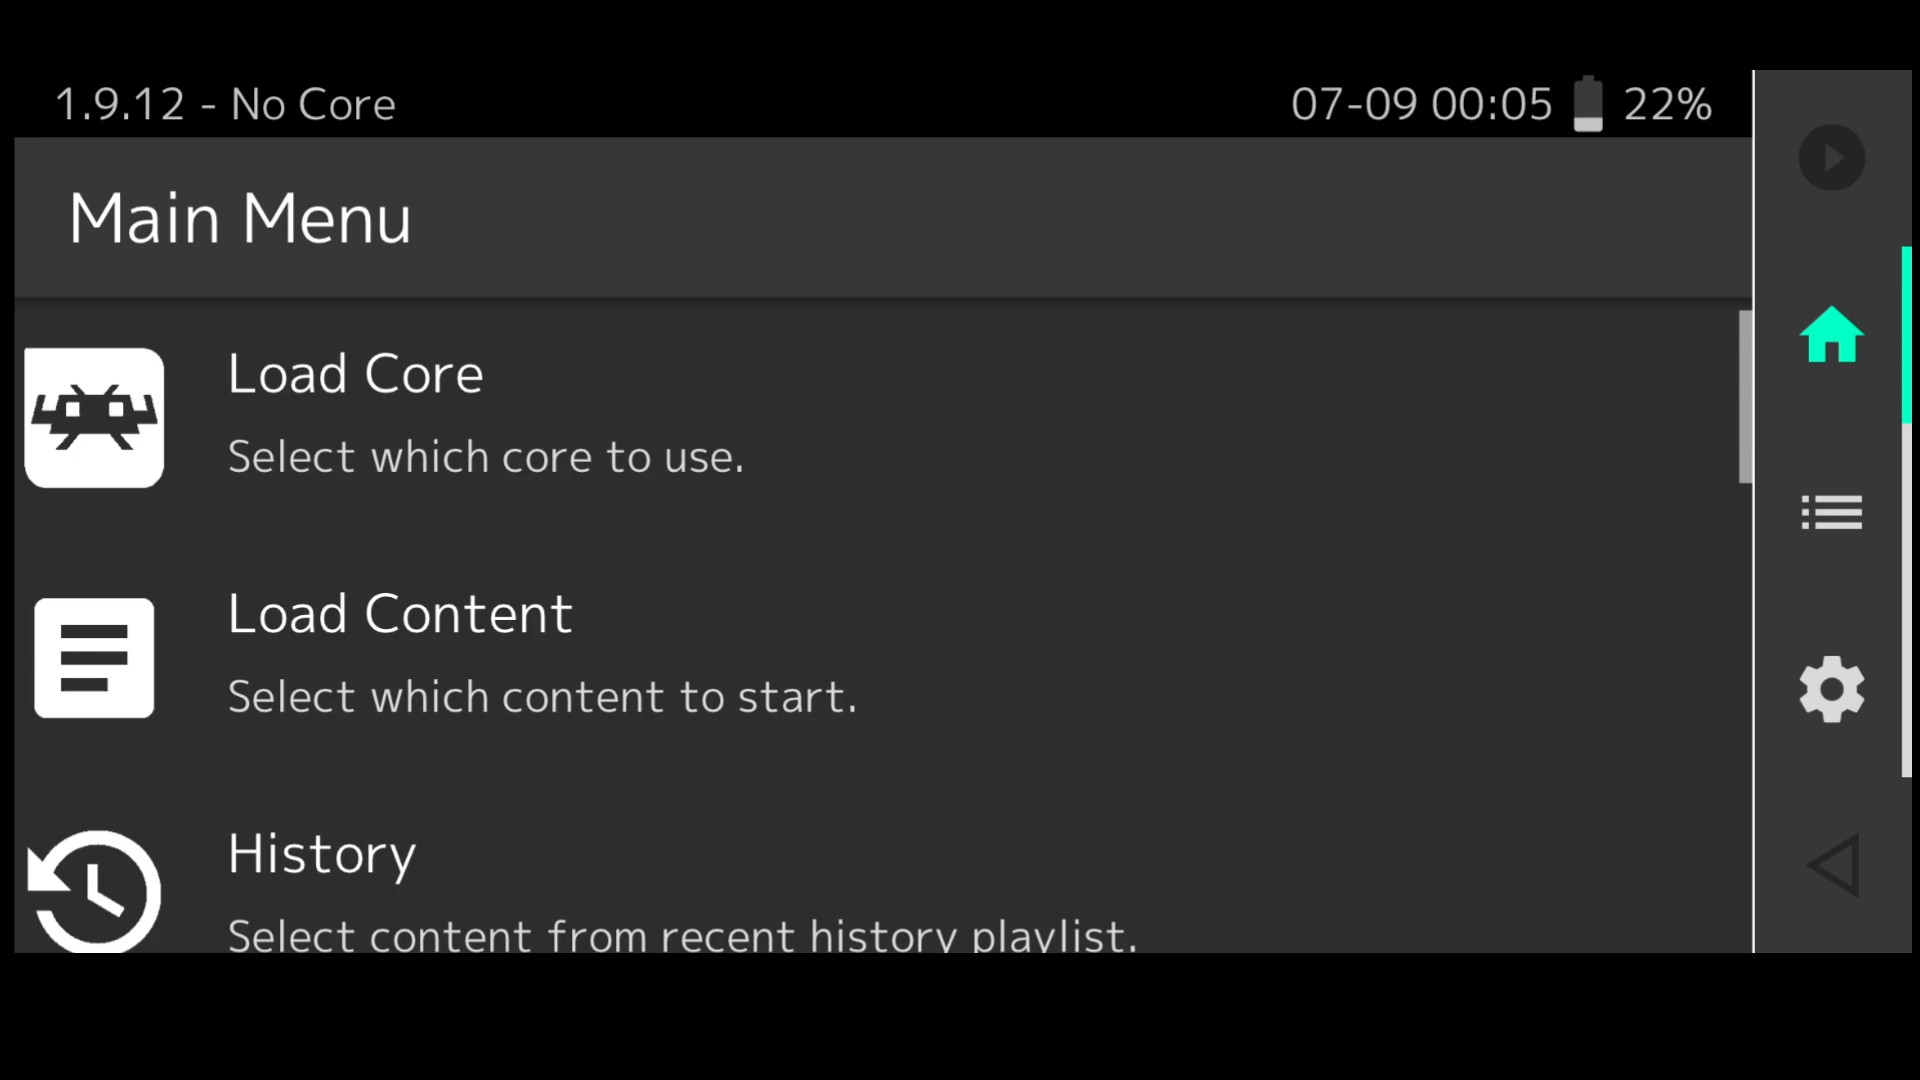 1.9.12 - No Core
07-09 00:05 22%
Main Menu
Load Core
Select which core to use.
Load Content
Select which content to start.
History
Select content from recent history playlist.